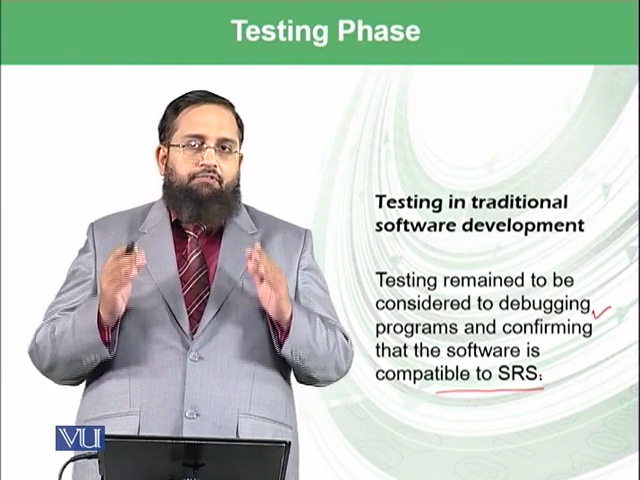 Testing Phase
Testing in traditional
software development
Testing remained to be
considered to debugging
programs and confirming
that the software is
compatible to SRS.
VU